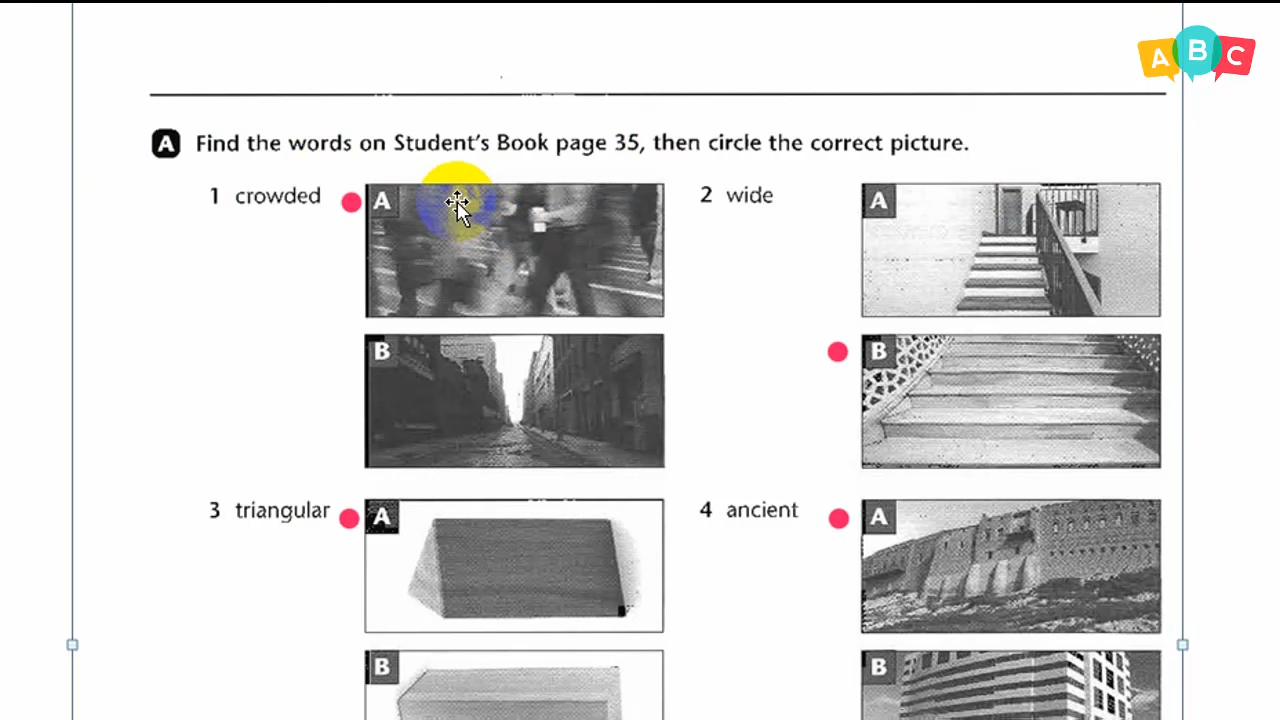 A B C
A Find the words on Student's Book page 35, then circle the correct picture.
1 crowded
A
B
2 wide
A
B
3 triangular
A
B
4 ancient
A
B